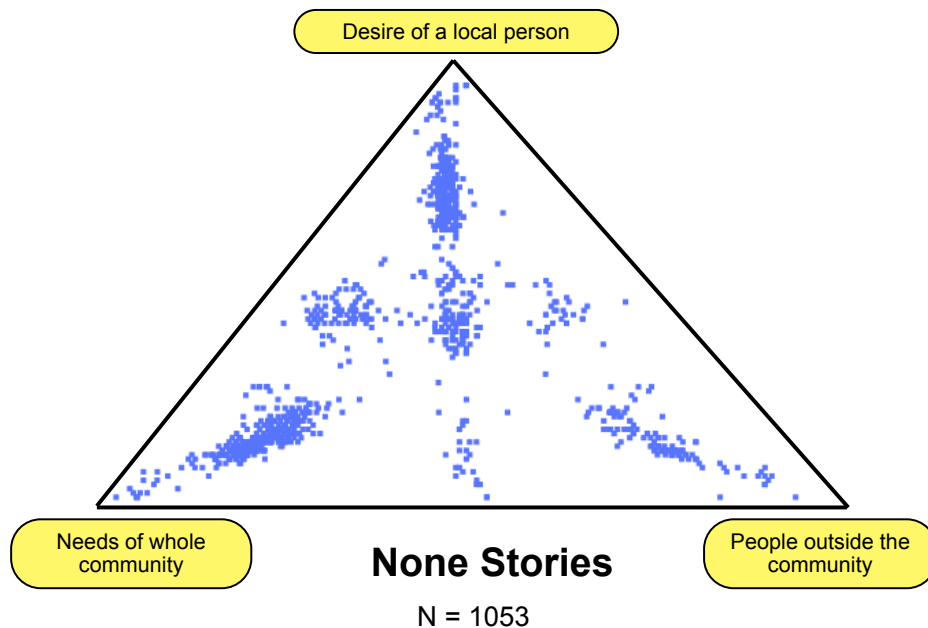 Desire of a local person
Needs of whole
community
None Stories
People outside the
community
N = 1053